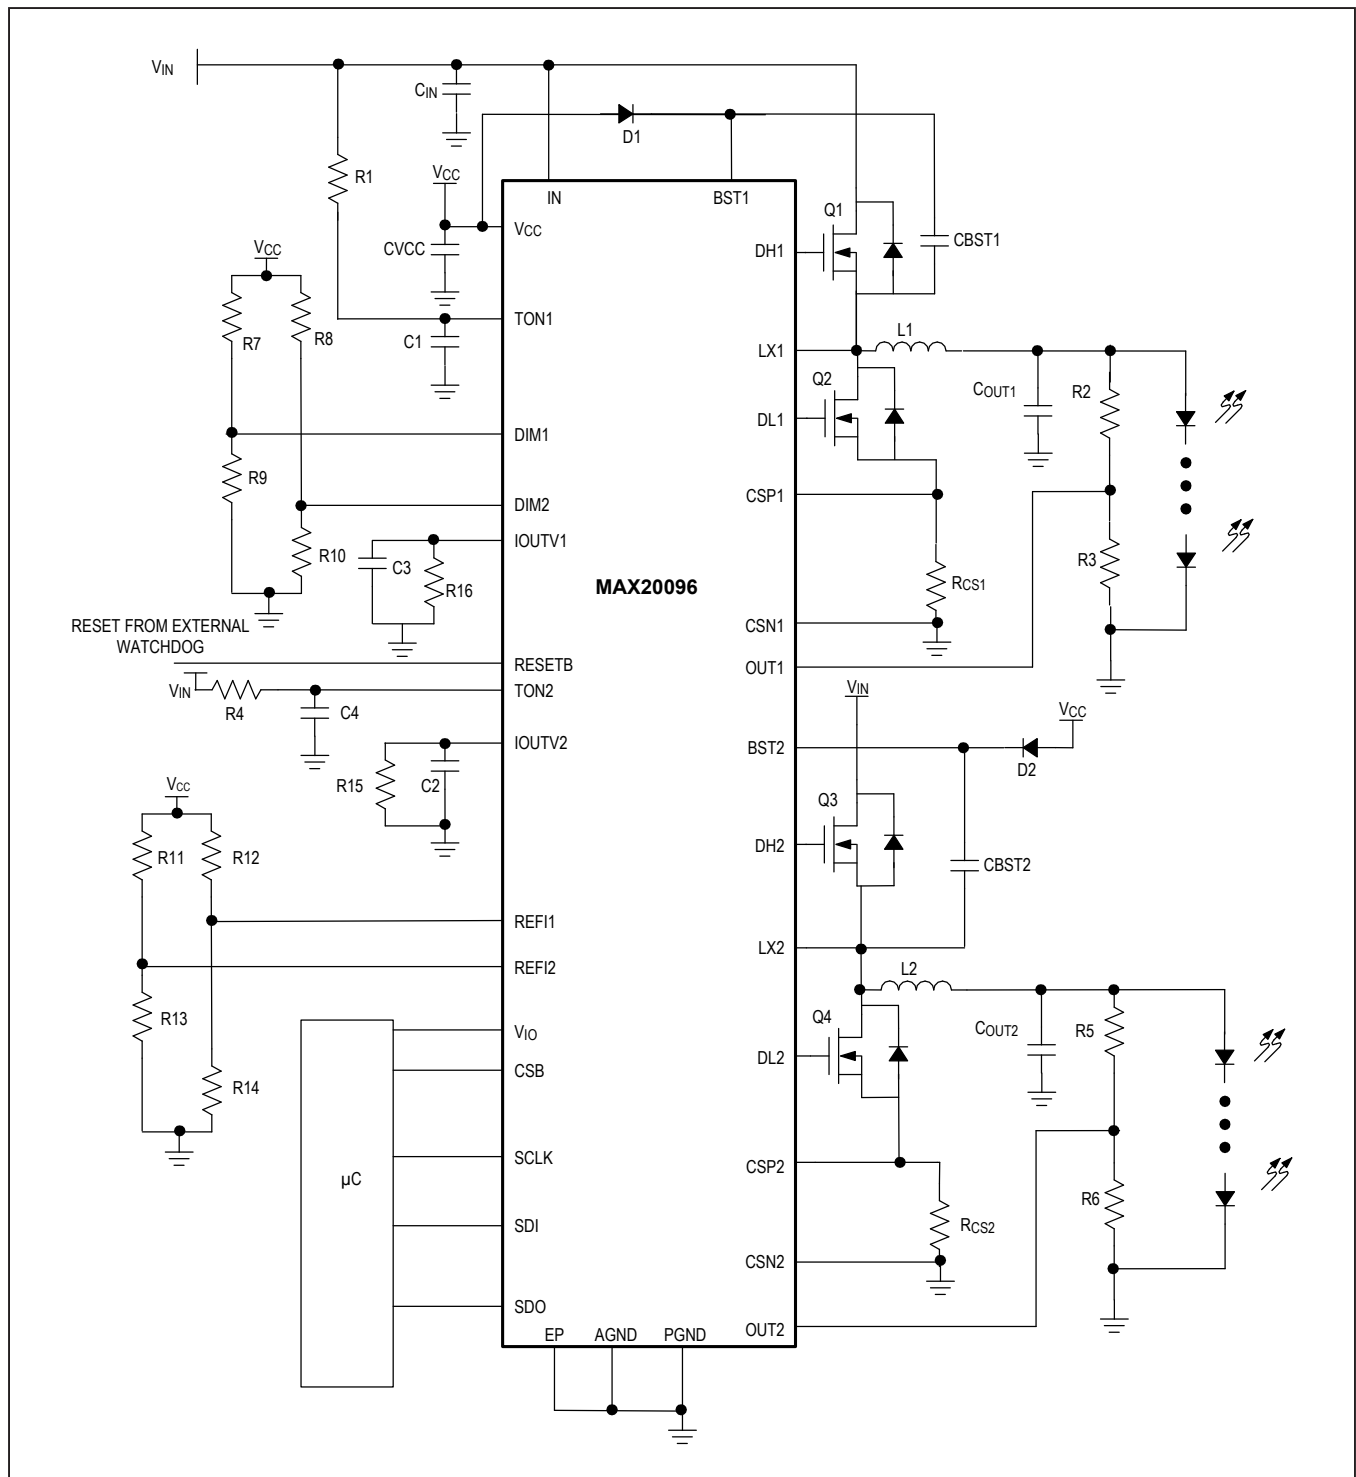 VIN
CIN
D1
R1
VCC
IN
BST1
Q1
VCC
CVCC
DH1
CBST1
VCC
R7
R8
TON1
C1
L1
LX1
Q2
COUT1
R2
DL1
DIM1
R9
CSP1
DIM2
IOUTV1
R10
C3
R16
MAX20096
R3
RCS1
CSN1
RESET FROM EXTERNAL
WATCHDOG
RESETB
OUT1
VIN
R4
C4
TON2
VIN
VCC
IOUTV2
BST2
D2
R15
C2
VCC
Q3
R11
R12
DH2
CBST2
REFI1
LX2
REFI2
L2
R13
Q4
COUT2
R5
VIO
CSB
DL2
R14
SCLK
CSP2
µC
R6
SDI
RCS2
CSN2
SDO
EP
AGND
PGND
OUT2